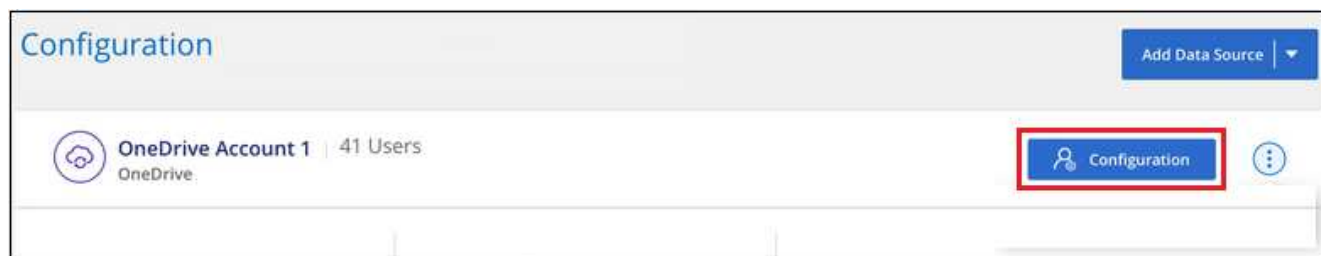 Configuration
Add Data Source
OneDrive Account 1 | 41 Users
OneDrive
Configuration